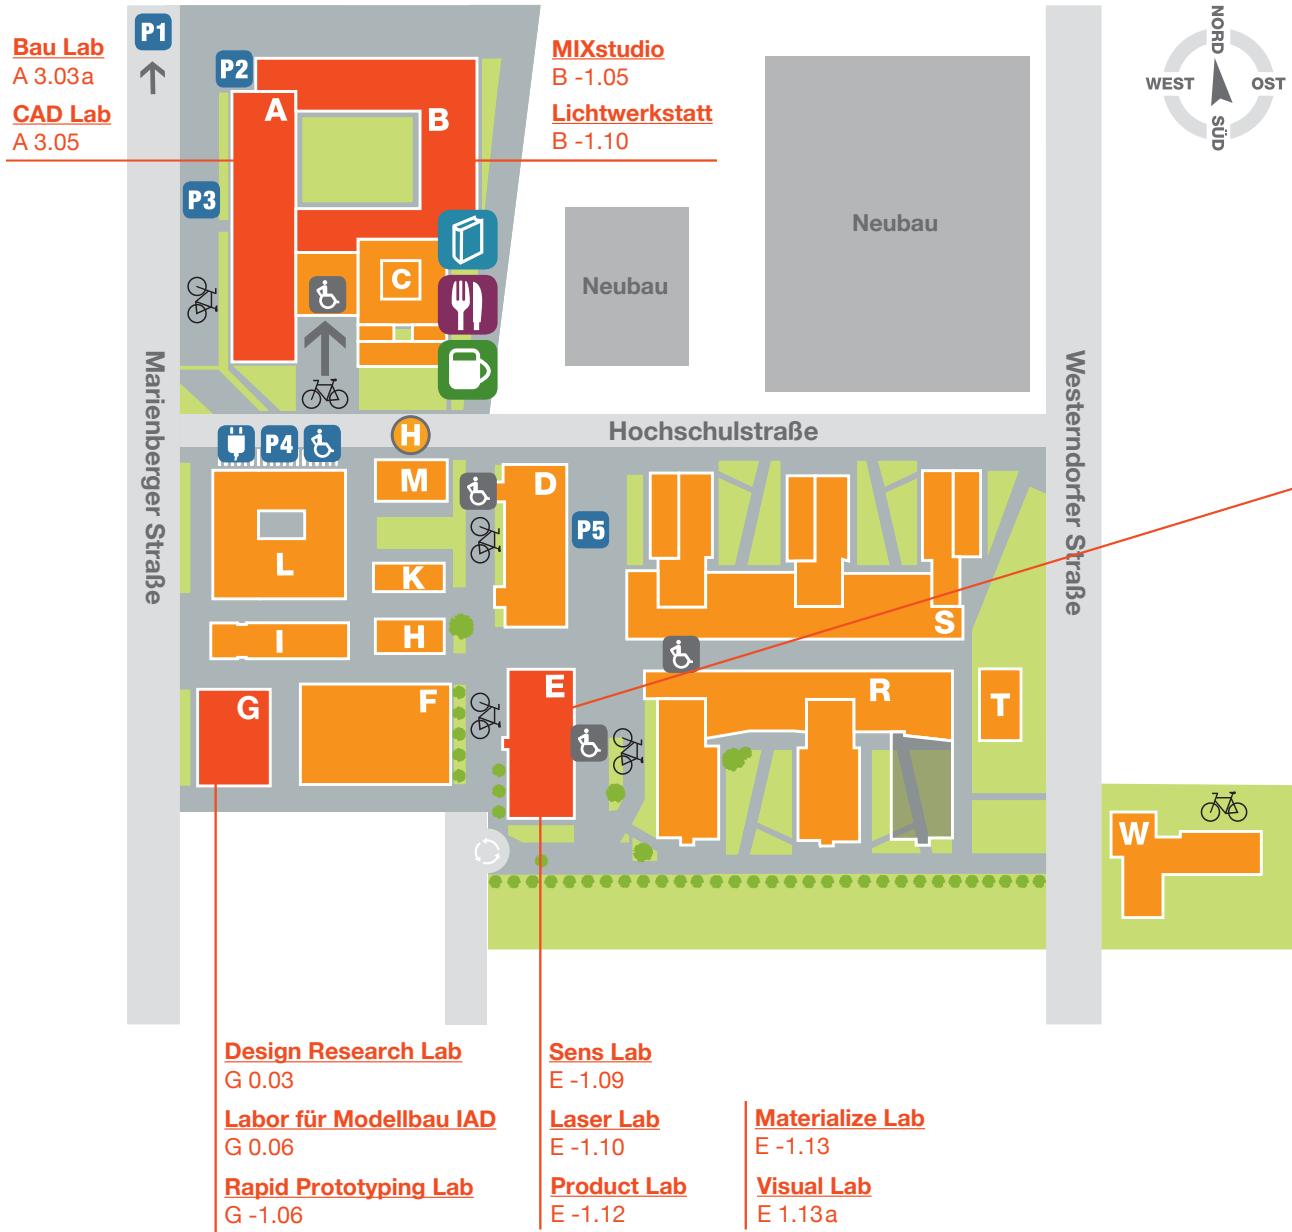 P1
Bau Lab
A 3.03a
CAD Lab
A 3.05
MIXstudio
B -1.05
Lichtwerkstatt
B -1.10
NORD
WEST
OST
SÜD
P2
A
B
P3
C
Neubau
Neubau
Marienberger Straße
Westerndorfer Straße
Hochschulstraße
P4
H
M
D
P5
L
K
I
H
S
G
F
E
R
T
W
Design Research Lab
G 0.03
Labor für Modellbau IAD
G 0.06
Rapid Prototyping Lab
G -1.06
Sens Lab
E -1.09
Laser Lab
E -1.10
Product Lab
E -1.12
Materialize Lab
E -1.13
Visual Lab
E 1.13a